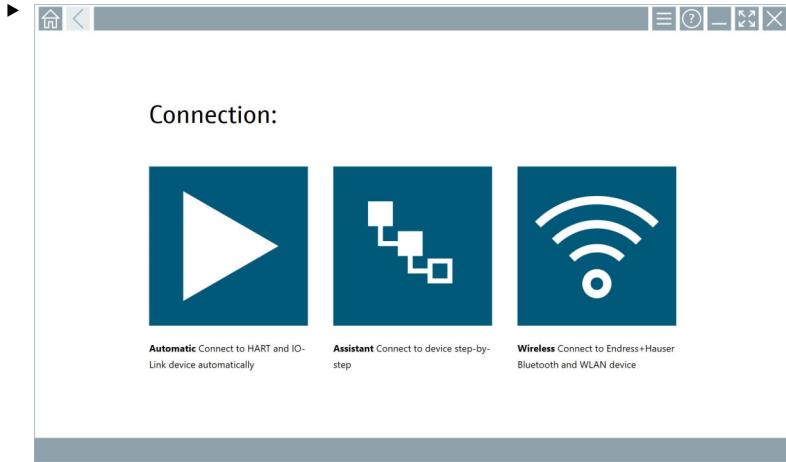 Connection:
Automatic Connect to HART and IO-
Link device automatically
Assistant Connect to device step-by-
step
Wireless Connect to Endress+Hauser
Bluetooth and WLAN device